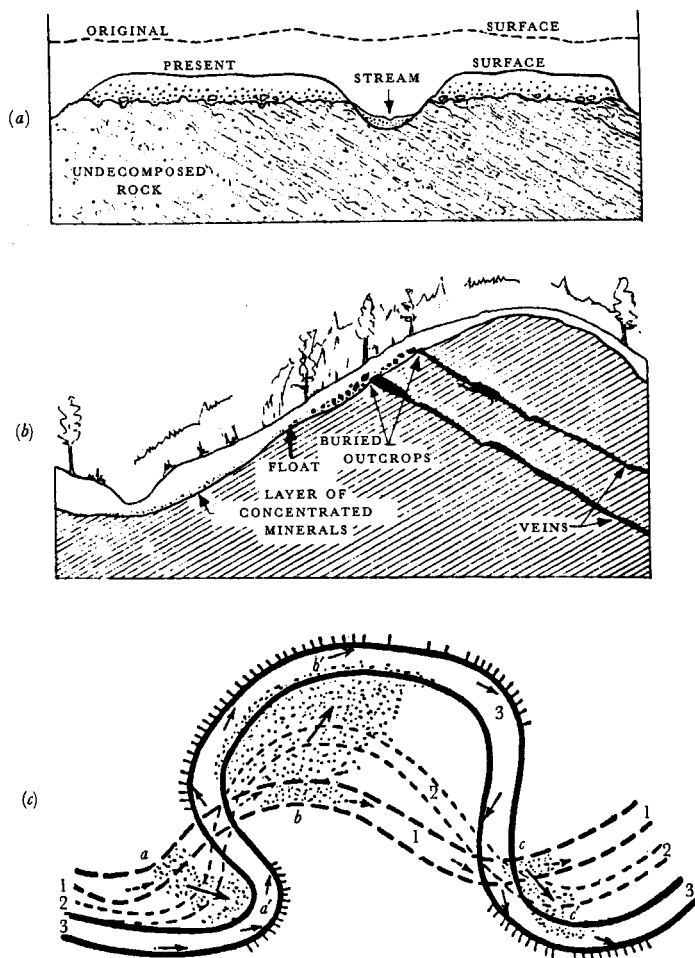 ORIGINAL SURFACE
PRESENT SURFACE
STREAM
(a)
UNDECOMPOSED
ROCK
(b)
BURIED
OUTCROPS
FLOAT
LAYER OF
CONCENTRATED
MINERALS
VEINS
(c)
b'
3
2
1
b
a
1
2
3
a'
c
c'
1
2
3